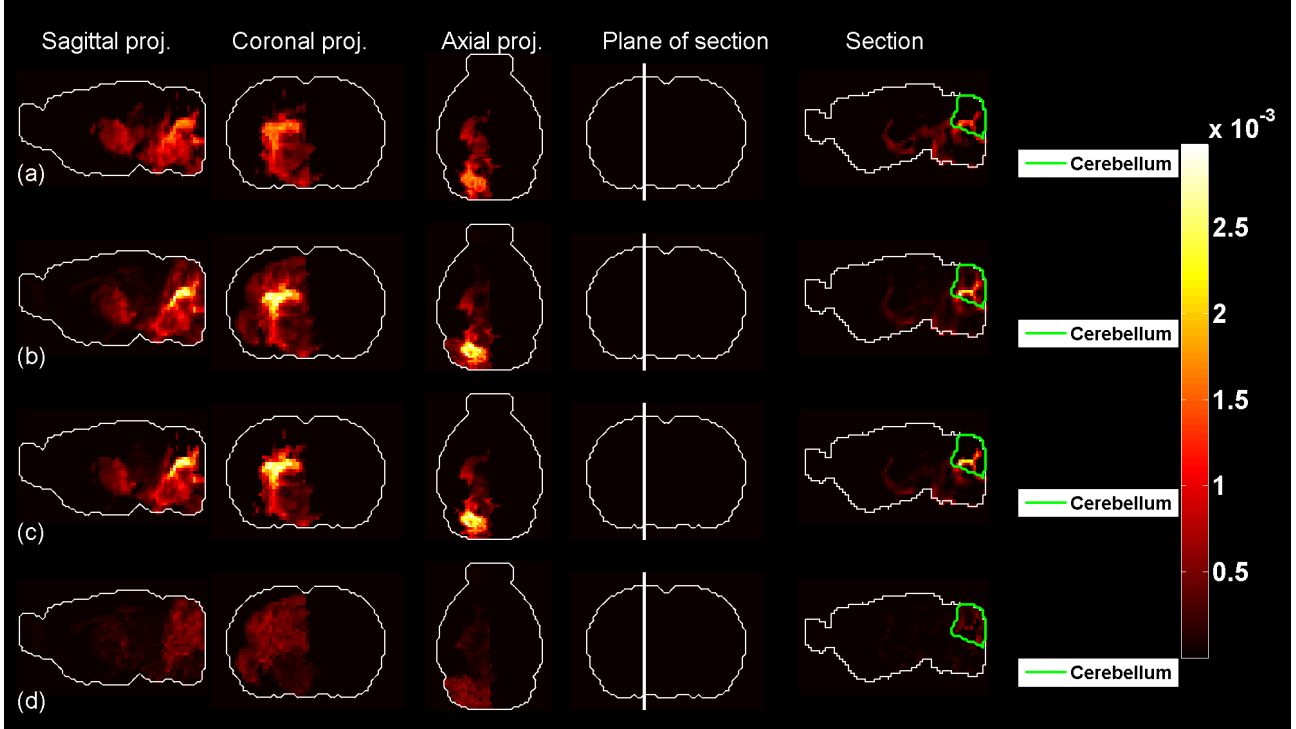 Sagittal proj. Coronal proj. Axial proj. Plane of section Section
x 10-3
(a) Cerebellum
2.5
(b) Cerebellum
2
1.5
(c) Cerebellum
1
0.5
(d) Cerebellum